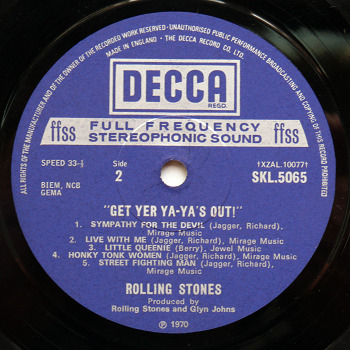 ALL RIGHTS OF THE MANUFACTURER AND OF THE OWNER OF THE RECORDED WORK RESERVED · UNAUTHORISED PUBLIC PERFORMANCE BROADCASTING AND COPYING OF THIS RECORD PROHIBITED
MADE IN ENGLAND · THE DECCA RECORD CO. LTD.
DECCA
REGD.
ffss FULL FREQUENCY STEREOPHONIC SOUND ffss
SPEED 33⅓
Side
2
(XZAL.10077)
SKL.5065
BIEM, NCB
GEMA
"GET YER YA-YA'S OUT!"
1. SYMPATHY FOR THE DEVIL (Jagger, Richard),
Mirage Music
2. LIVE WITH ME (Jagger, Richard), Mirage Music
3. LITTLE QUEENIE (Berry), Jewel Music
4. HONKY TONK WOMEN (Jagger, Richard), Mirage Music
5. STREET FIGHTING MAN (Jagger, Richard),
Mirage Music
ROLLING STONES
Produced by
Rolling Stones and Glyn Johns
℗ 1970